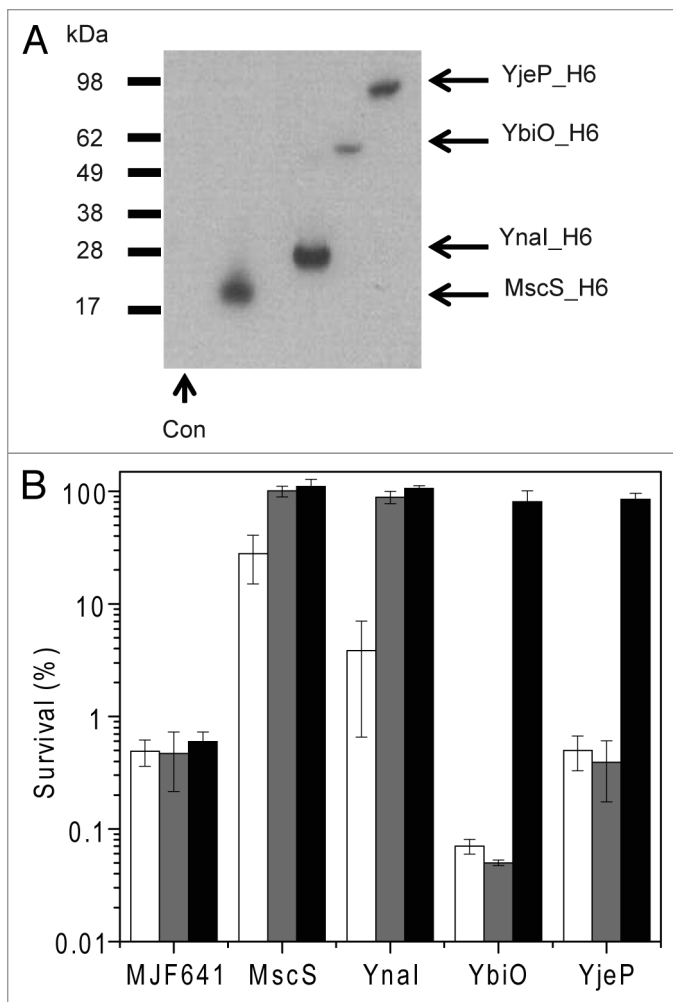 A
kDa
98
62
49
38
28
17
YjeP_H6
YbiO_H6
YnaI_H6
MscS_H6
Con
B
Survival (%)
100
10
1
0.1
0.01
MJF641 MscS YnaI YbiO YjeP